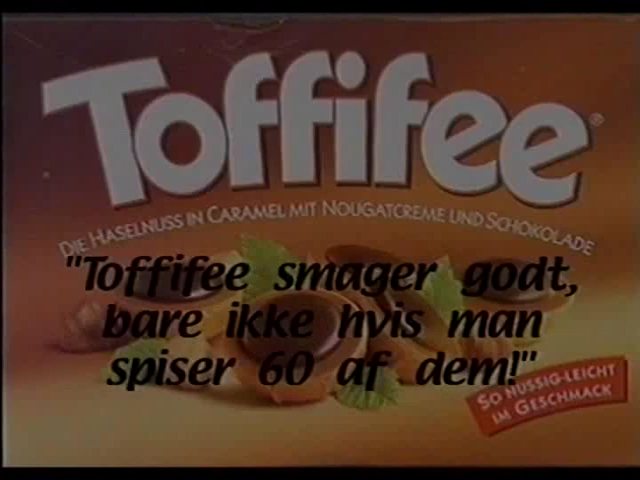 Toffifee®
DIE HASELNUSS IN CARAMEL MIT NOUGATCREME UND SCHOKOLADE
"Toffifee smager godt,
bare ikke hvis man
spiser 60 af dem!"
SO NUSSIG-LEICHT
IM GESCHMACK